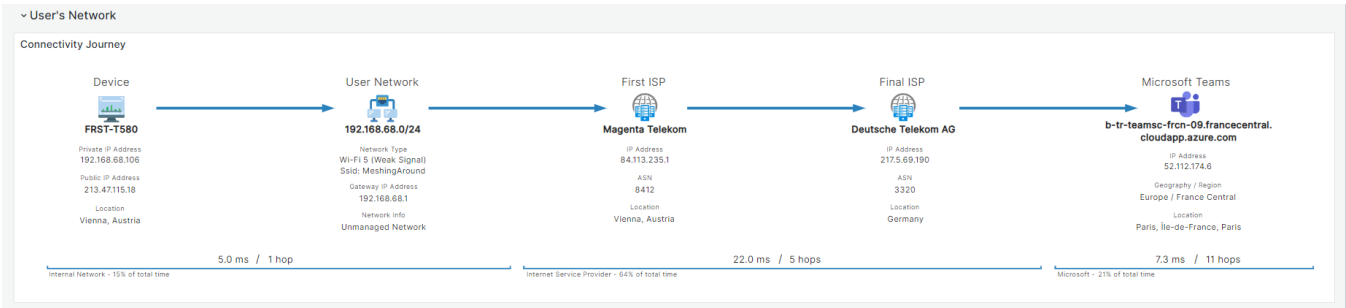 User's Network
Connectivity Journey
Device
FRST-T580
Private IP Address
192.168.68.106
Public IP Address
213.47.115.18
Location
Vienna, Austria
User Network
192.168.68.0/24
Network Type
Wi-Fi 5 (Weak Signal)
Ssid: MeshingAround
Gateway IP Address
192.168.68.1
Network Info
Unmanaged Network
First ISP
Magenta Telekom
IP Address
84.113.235.1
ASN
8412
Location
Vienna, Austria
Final ISP
Deutsche Telekom AG
IP Address
217.5.69.190
ASN
3320
Location
Germany
Microsoft Teams
b-tr-teamsc-frcn-09.francecentral.
cloudapp.azure.com
IP Address
52.112.174.6
Geography / Region
Europe / France Central
Location
Paris, Île-de-France, Paris
5.0 ms / 1 hop
Internal Network - 15% of total time
22.0 ms / 5 hops
Internet Service Provider - 64% of total time
7.3 ms / 11 hops
Microsoft - 21% of total time